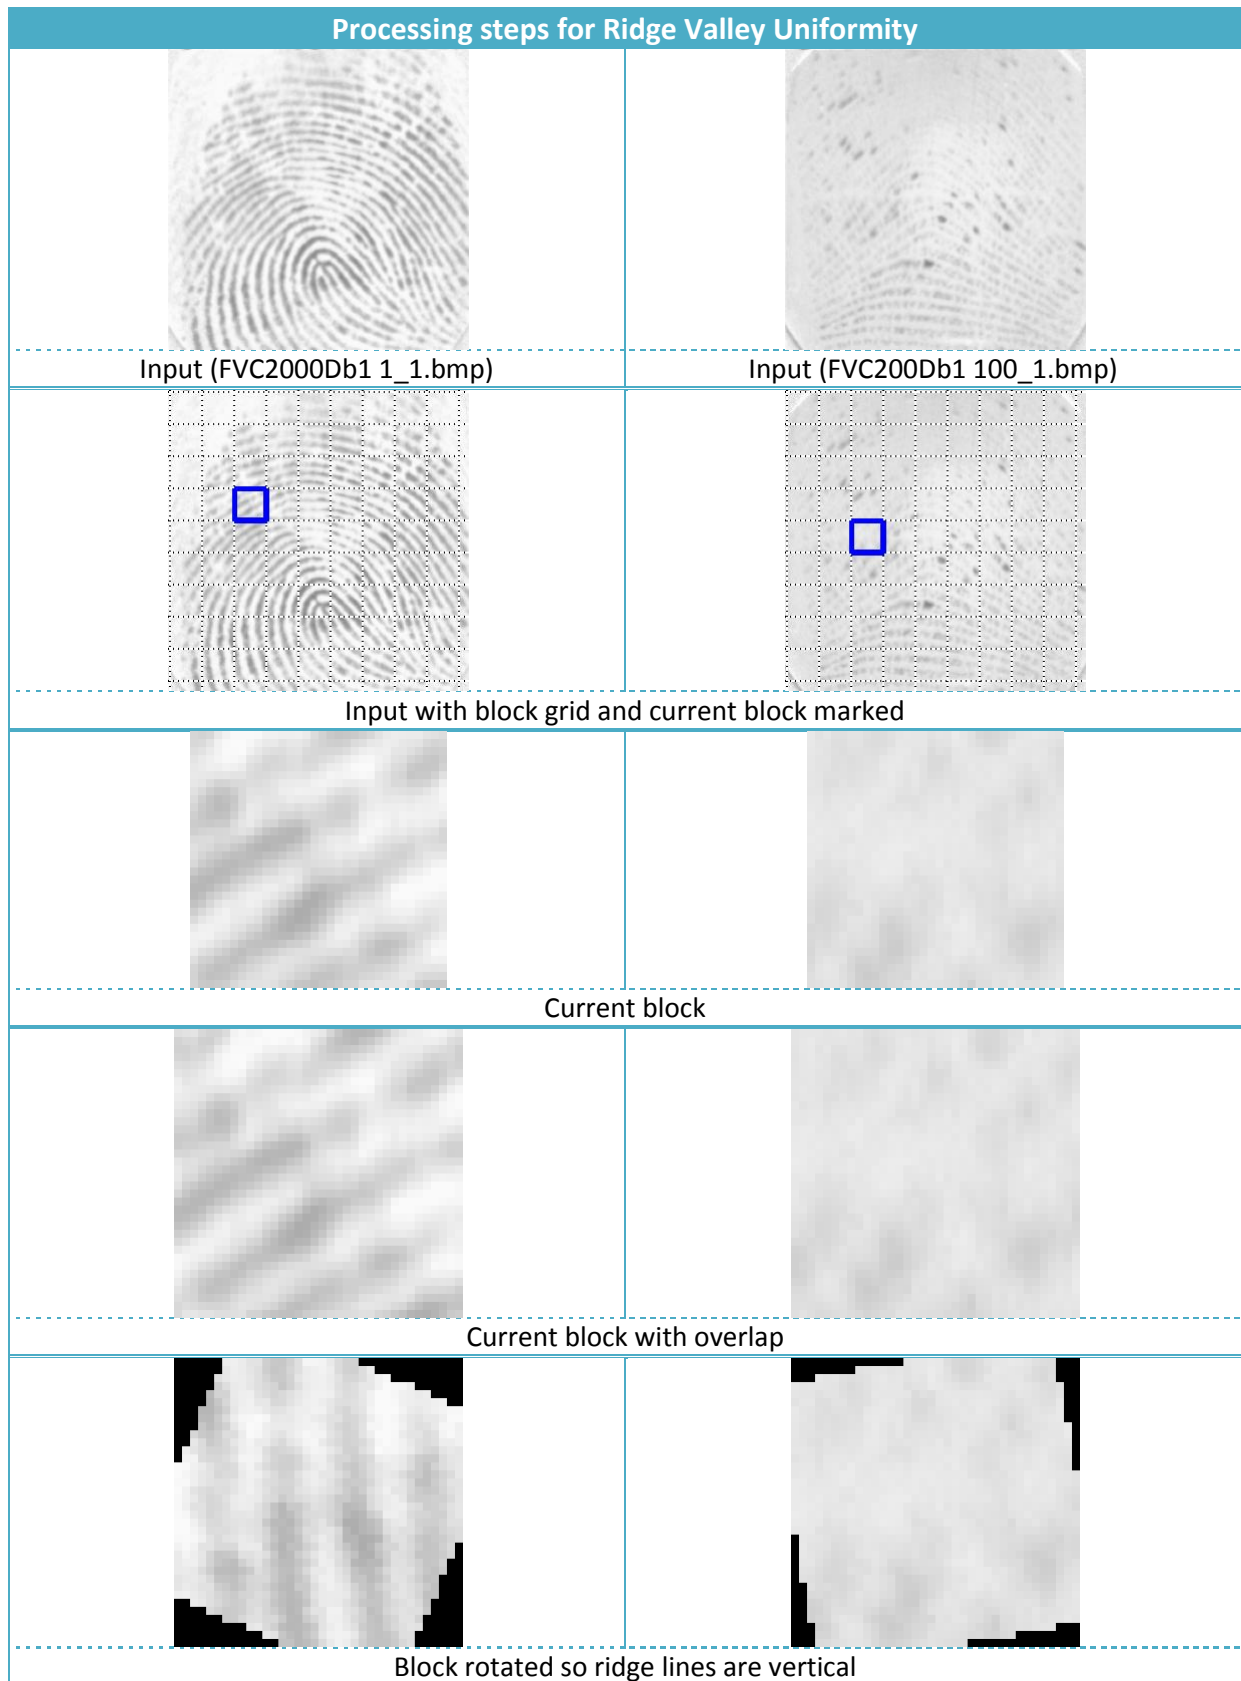 Processing steps for Ridge Valley Uniformity
Input (FVC2000Db1 1_1.bmp)
Input (FVC200Db1 100_1.bmp)
Input with block grid and current block marked
Current block
Current block with overlap
Block rotated so ridge lines are vertical